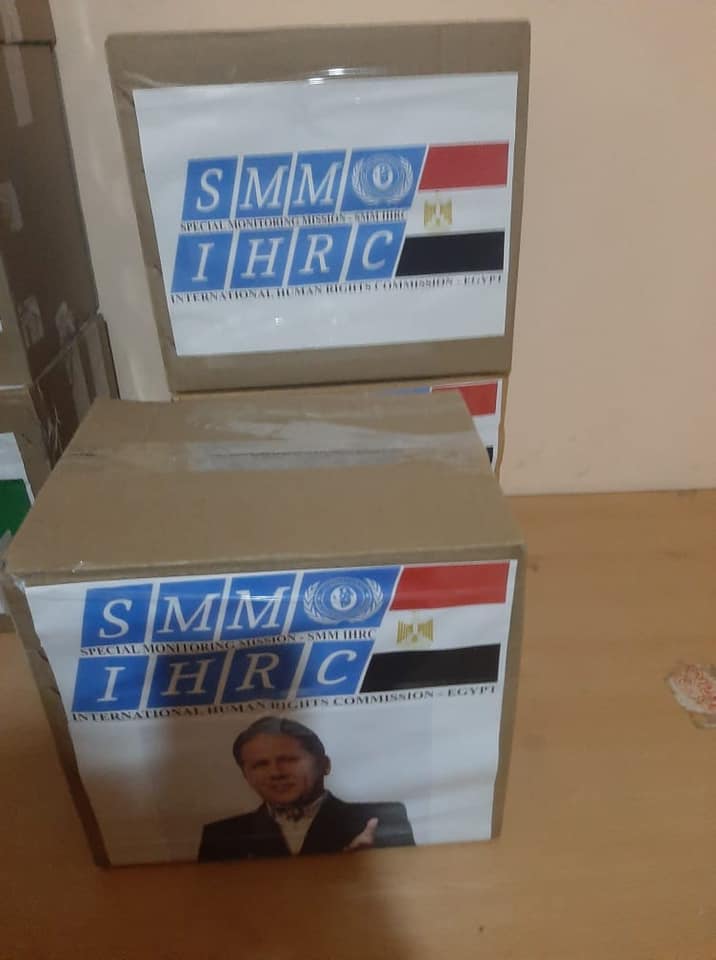 SMM
SPECIAL MONITORING MISSION - SMM IHRC
IHRC
INTERNATIONAL HUMAN RIGHTS COMMISSION - EGYPT
SMM
SPECIAL MONITORING MISSION - SMM IHRC
IHRC
INTERNATIONAL HUMAN RIGHTS COMMISSION - EGYPT